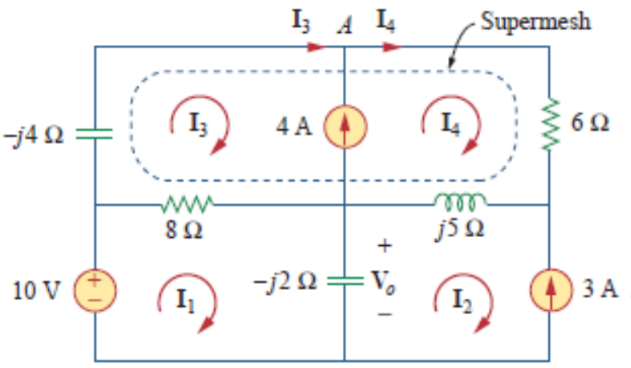 I₃ A I₄ Supermesh
−j4 Ω I₃ 4 A I₄ 6 Ω
8 Ω j5 Ω
10 V + − I₁ −j2 Ω + Vₒ − I₂ 3 A